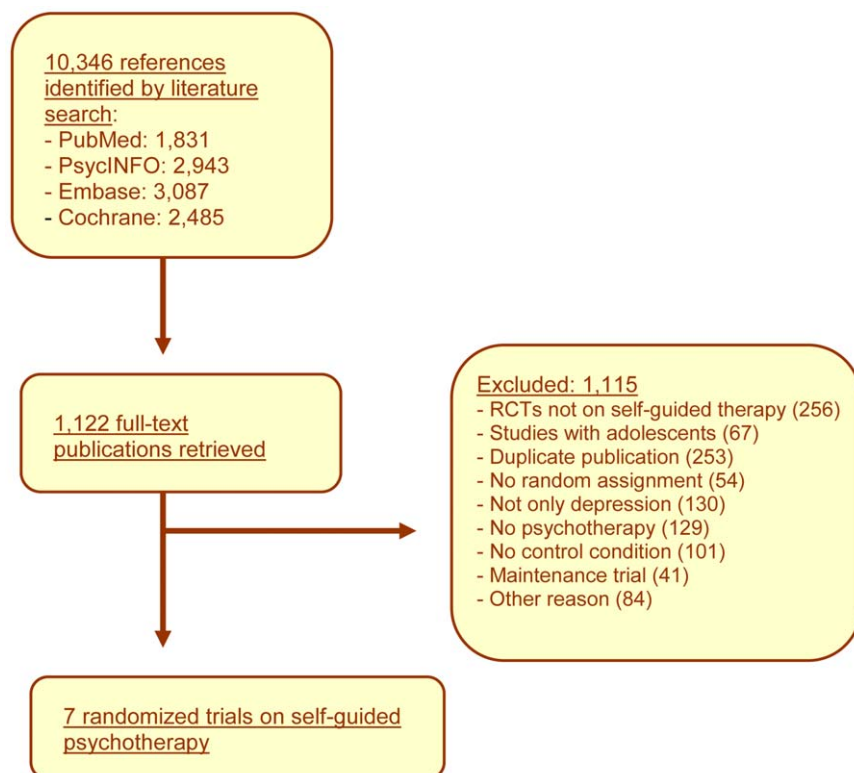 10,346 references
identified by literature
search:
- PubMed: 1,831
- PsycINFO: 2,943
- Embase: 3,087
- Cochrane: 2,485
1,122 full-text
publications retrieved
Excluded: 1,115
- RCTs not on self-guided therapy (256)
- Studies with adolescents (67)
- Duplicate publication (253)
- No random assignment (54)
- Not only depression (130)
- No psychotherapy (129)
- No control condition (101)
- Maintenance trial (41)
- Other reason (84)
7 randomized trials on self-guided
psychotherapy